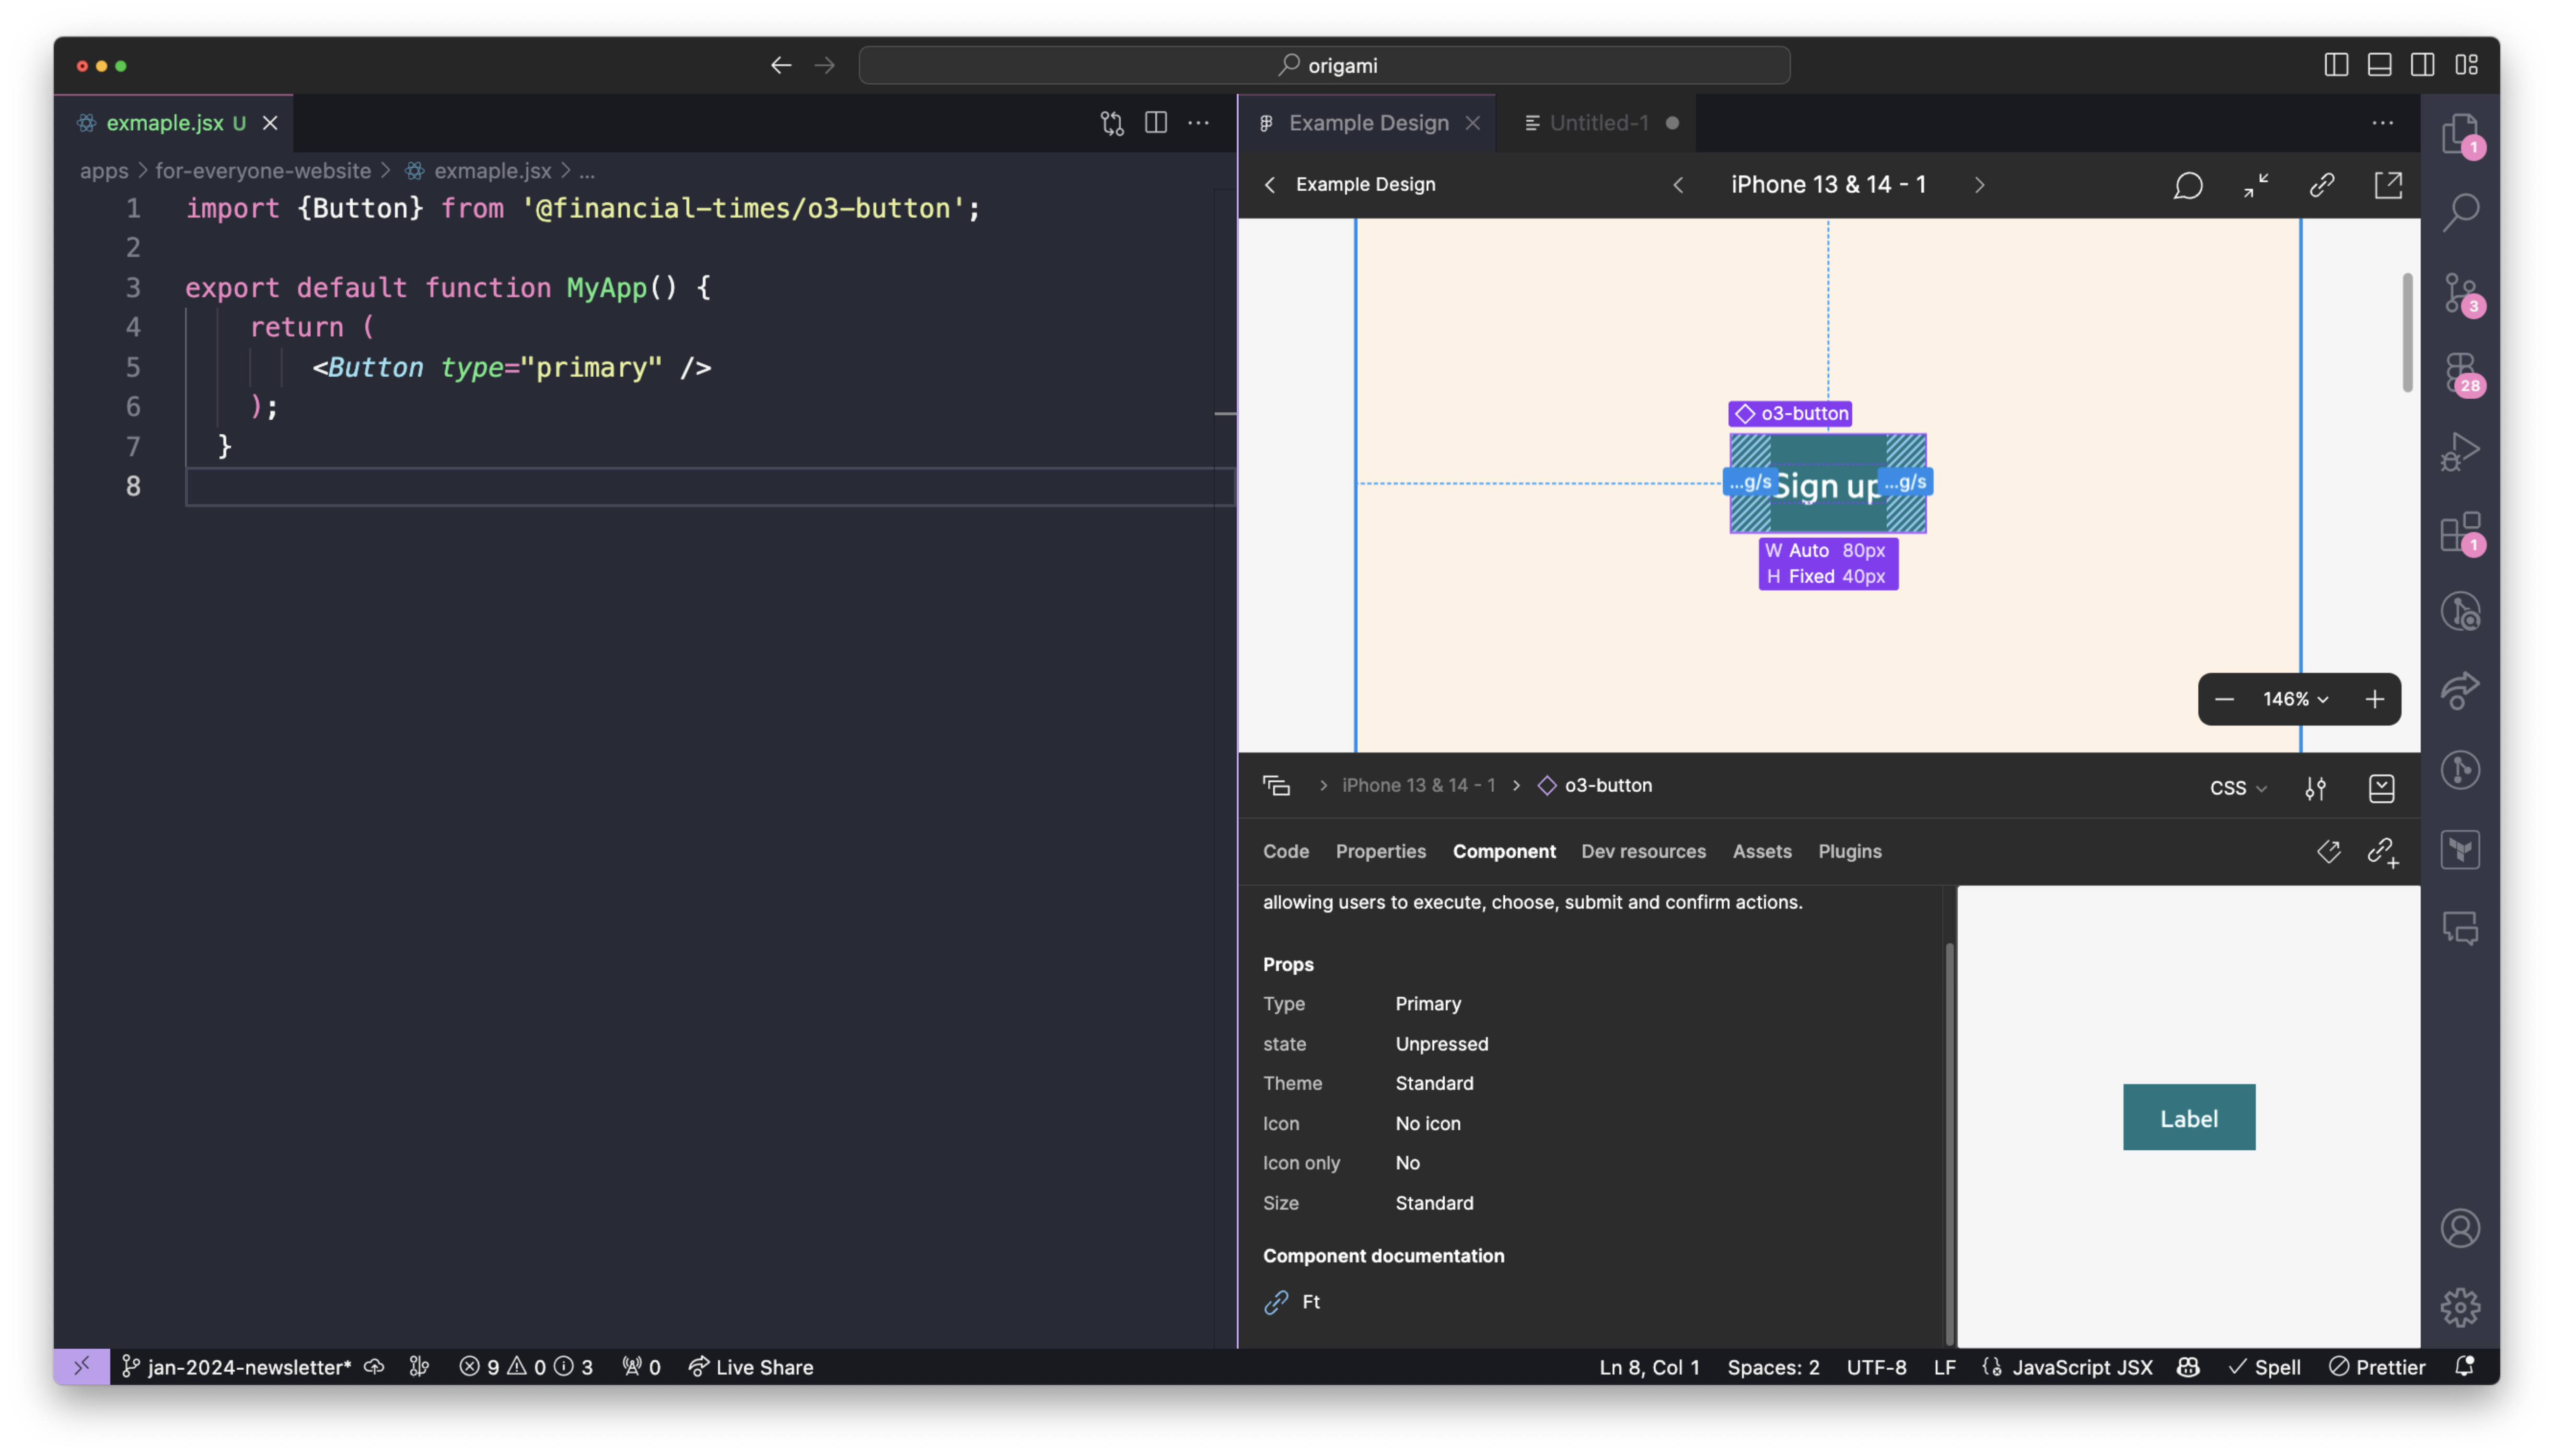 origami
exmaple.jsx U
apps > for-everyone-website > exmaple.jsx > ...
1 import {Button} from '@financial-times/o3-button';
2
3 export default function MyApp() {
4 return (
5 <Button type="primary" />
6 );
7 }
8
Example Design
Untitled-1
Example Design
iPhone 13 & 14 - 1
o3-button
...g/s
Sign up
...g/s
W Auto 80px
H Fixed 40px
146%
iPhone 13 & 14 - 1 > o3-button
CSS
Code Properties Component Dev resources Assets Plugins
allowing users to execute, choose, submit and confirm actions.
Props
Type Primary
state Unpressed
Theme Standard
Icon No icon
Icon only No
Size Standard
Component documentation
Ft
Label
1
3
28
1
jan-2024-newsletter* 9 0 3 0 Live Share
Ln 8, Col 1 Spaces: 2 UTF-8 LF JavaScript JSX Spell Prettier